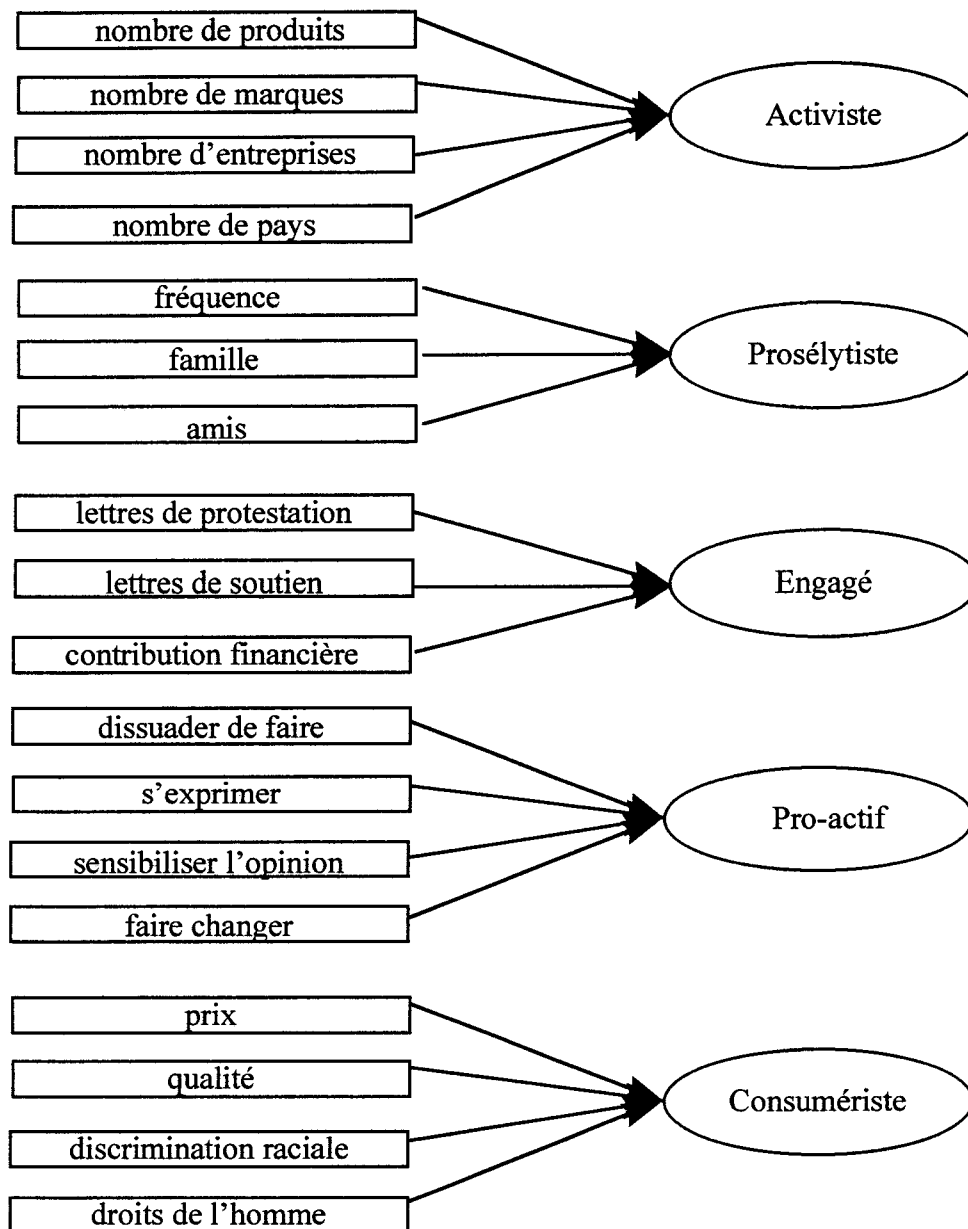 nombre de produits
nombre de marques
nombre d'entreprises
nombre de pays
Activiste
fréquence
famille
amis
Prosélytiste
lettres de protestation
lettres de soutien
contribution financière
Engagé
dissuader de faire
s'exprimer
sensibiliser l'opinion
faire changer
Pro-actif
prix
qualité
discrimination raciale
droits de l'homme
Consumériste